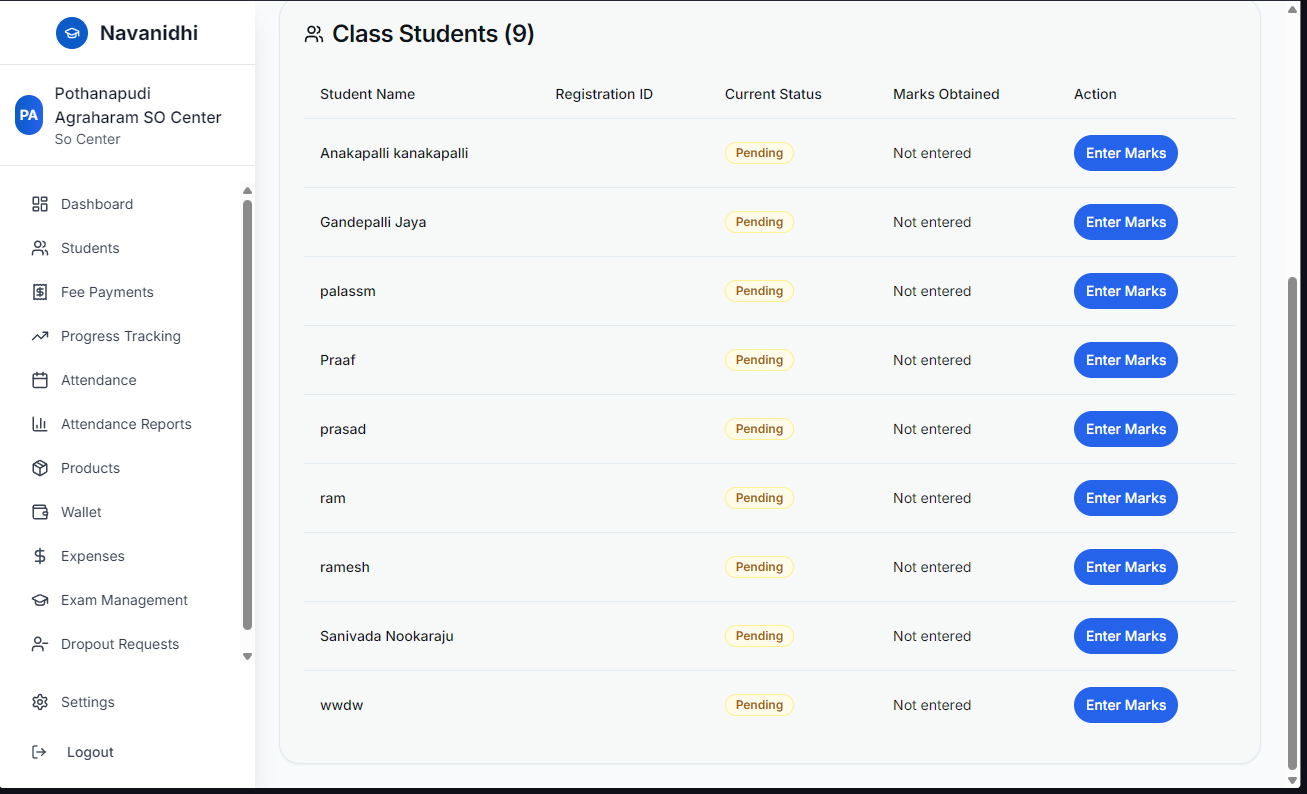 Navanidhi
PA
Pothanapudi
Agraharam SO Center
So Center
Dashboard
Students
Fee Payments
Progress Tracking
Attendance
Attendance Reports
Products
Wallet
Expenses
Exam Management
Dropout Requests
Settings
Logout
Class Students (9)
Student Name Registration ID Current Status Marks Obtained Action
Anakapalli kanakapalli Pending Not entered Enter Marks
Gandepalli Jaya Pending Not entered Enter Marks
palassm Pending Not entered Enter Marks
Praaf Pending Not entered Enter Marks
prasad Pending Not entered Enter Marks
ram Pending Not entered Enter Marks
ramesh Pending Not entered Enter Marks
Sanivada Nookaraju Pending Not entered Enter Marks
wwdw Pending Not entered Enter Marks